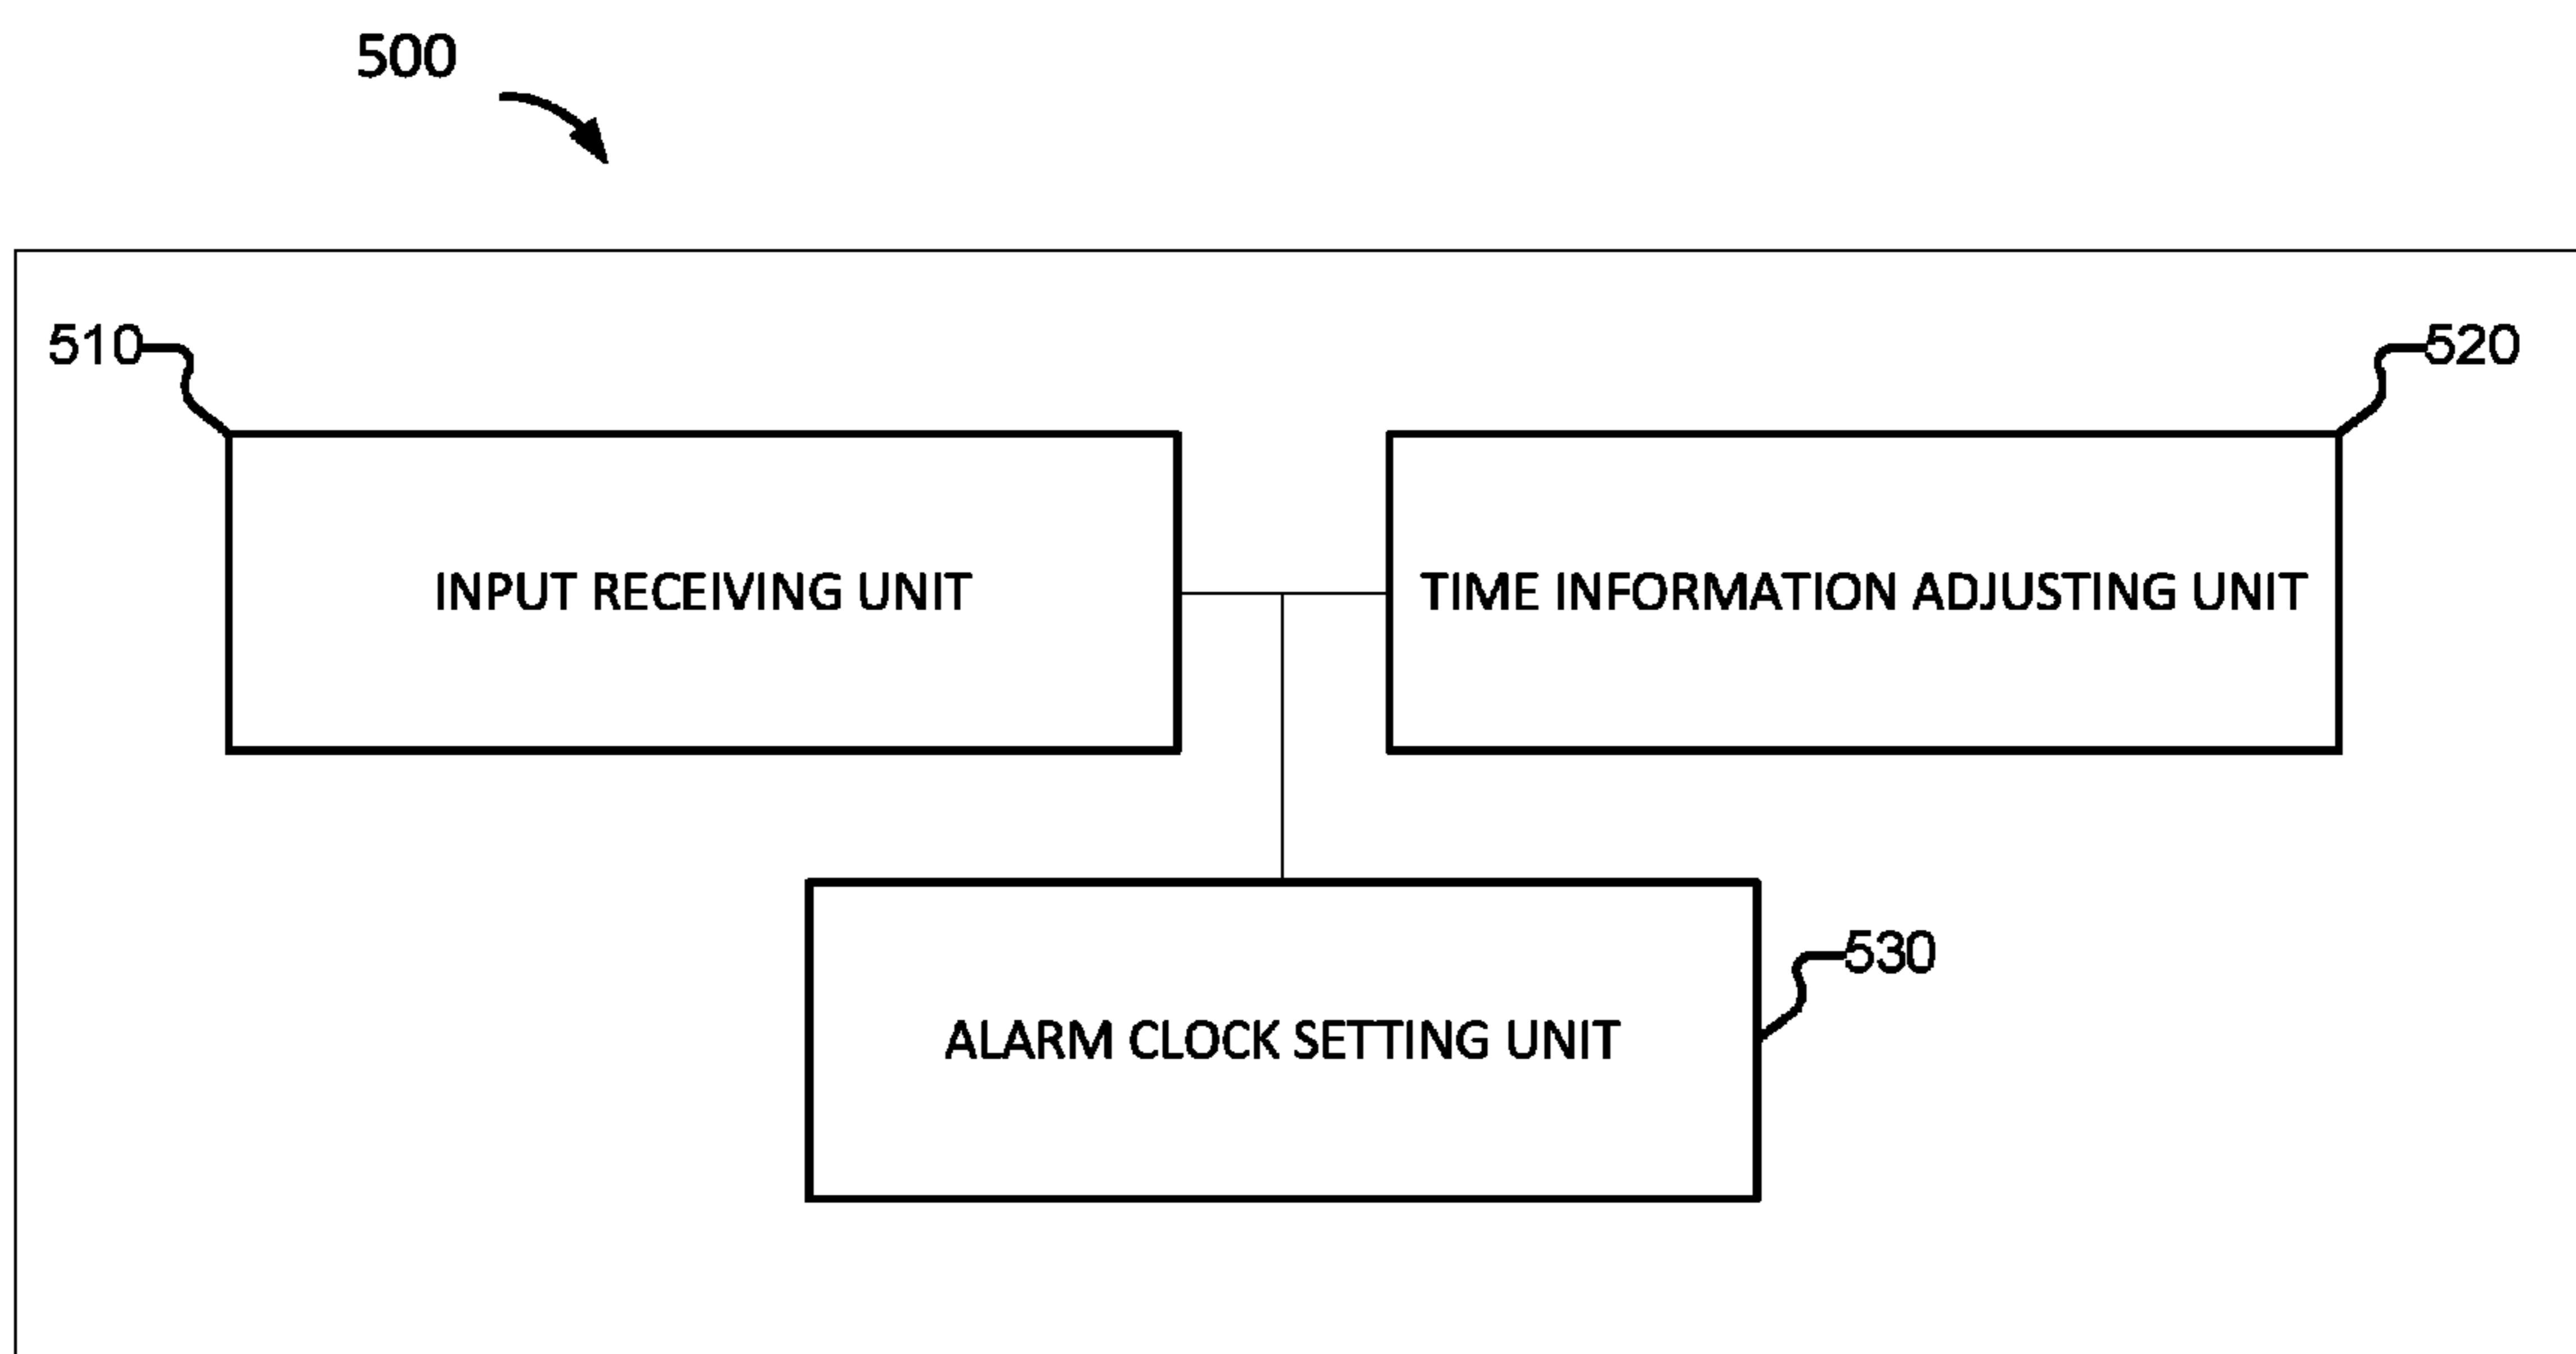 500
510
520
INPUT RECEIVING UNIT
TIME INFORMATION ADJUSTING UNIT
530
ALARM CLOCK SETTING UNIT